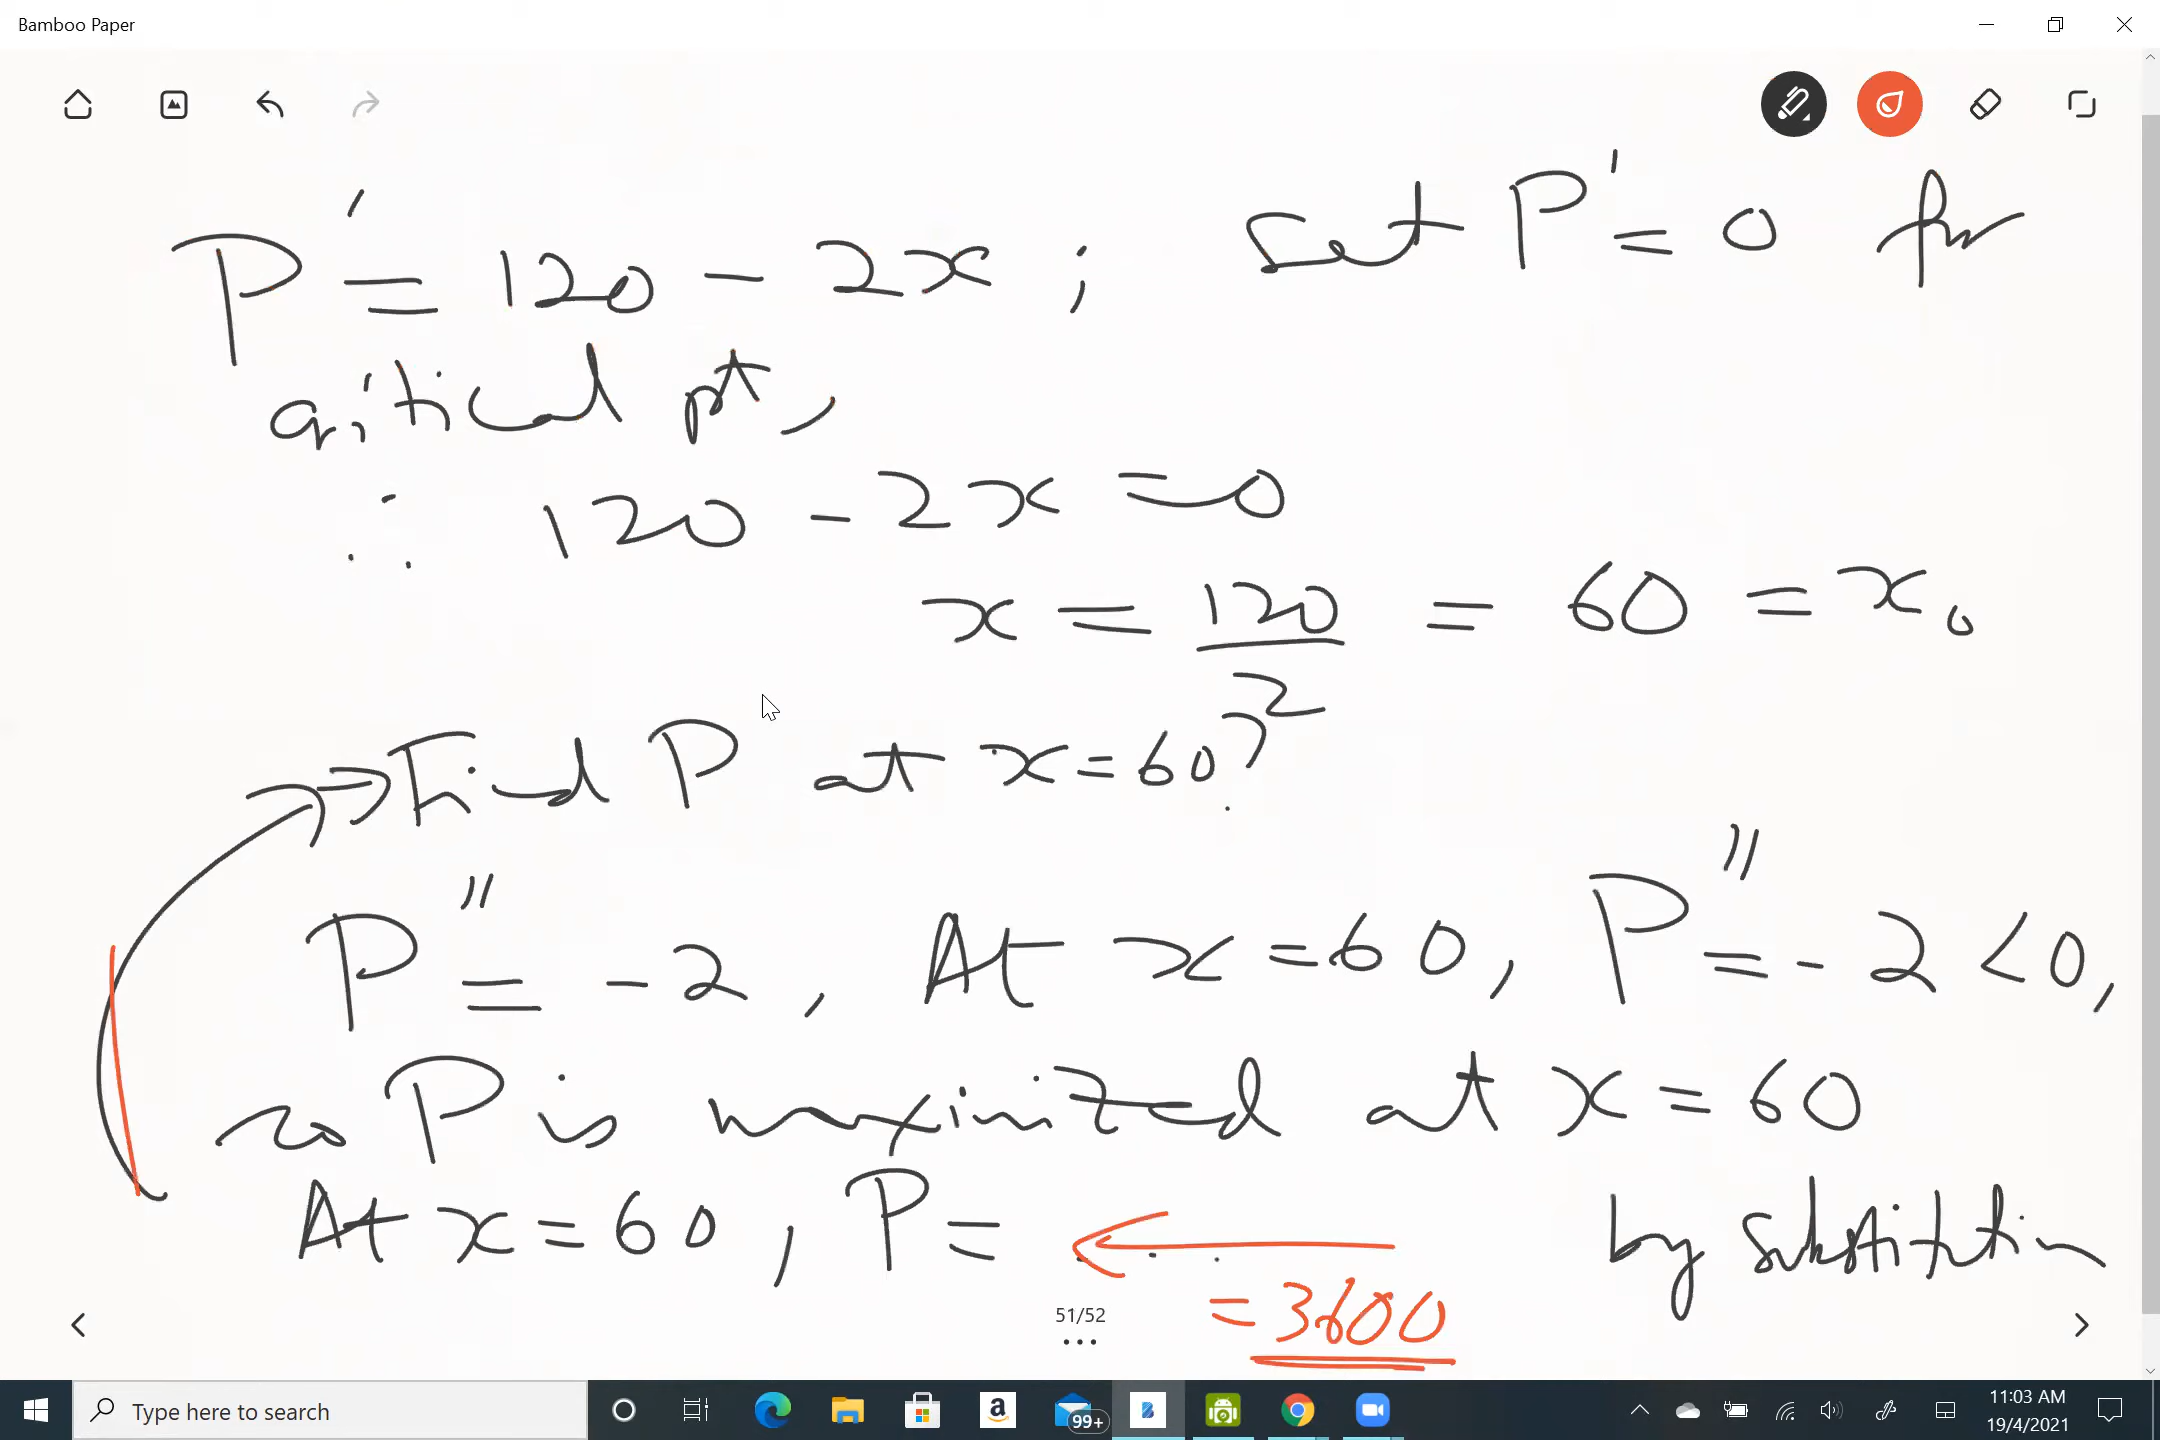 Bamboo Paper
P' = 120 - 2x ; set P' = 0 for
critical pt,
∴ 120 - 2x = 0
x = 120/2 = 60 = x₀
Find P at x = 60?
P'' = -2, At x = 60, P'' = -2 < 0,
so P is maximized at x = 60
At x = 60, P = ... by substitution
= 3600
51/52
Type here to search
99+
11:03 AM
19/4/2021